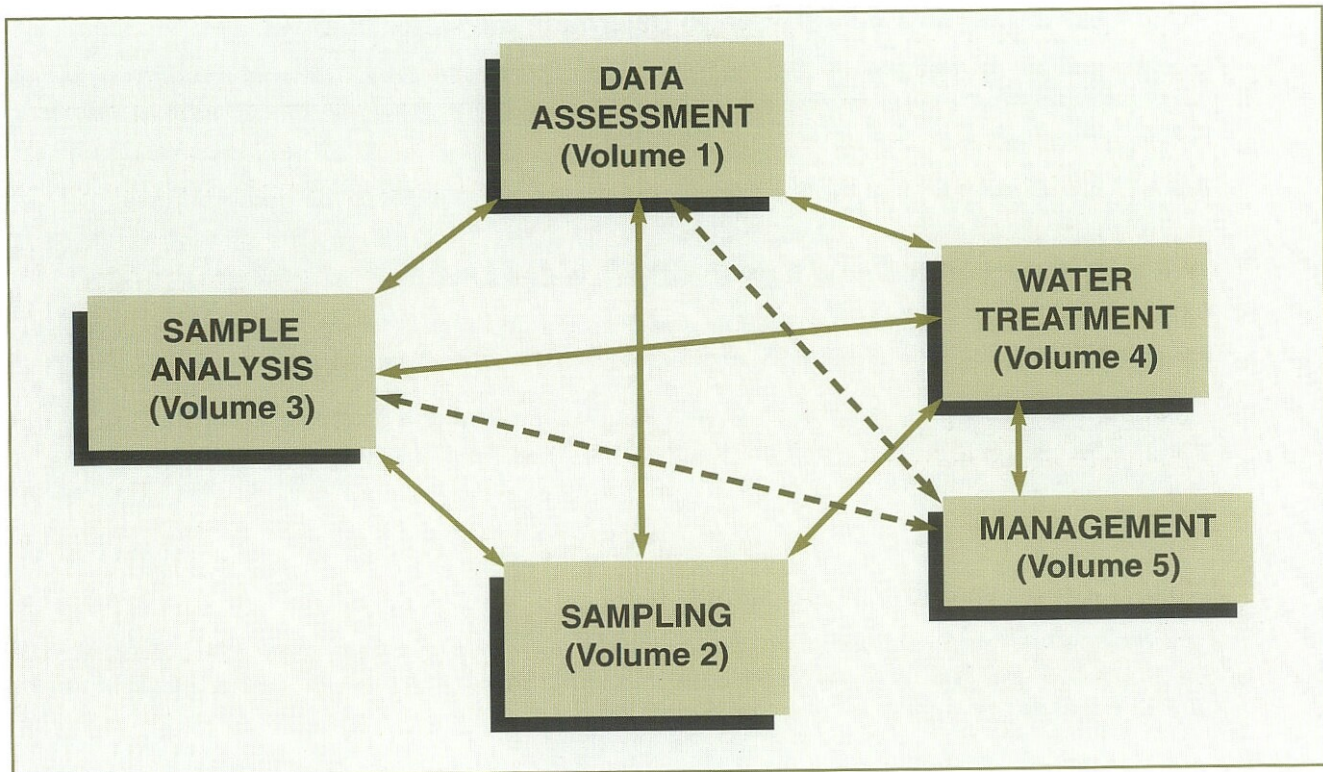 DATA
ASSESSMENT
(Volume 1)
WATER
TREATMENT
(Volume 4)
SAMPLE
ANALYSIS
(Volume 3)
MANAGEMENT
(Volume 5)
SAMPLING
(Volume 2)